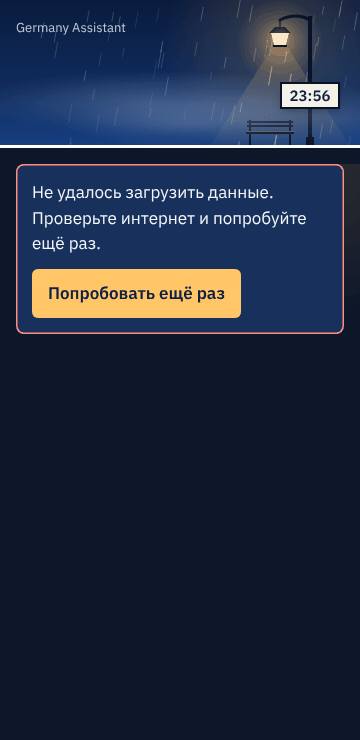 Germany Assistant
23:56
Не удалось загрузить данные.
Проверьте интернет и попробуйте
ещё раз.
Попробовать ещё раз